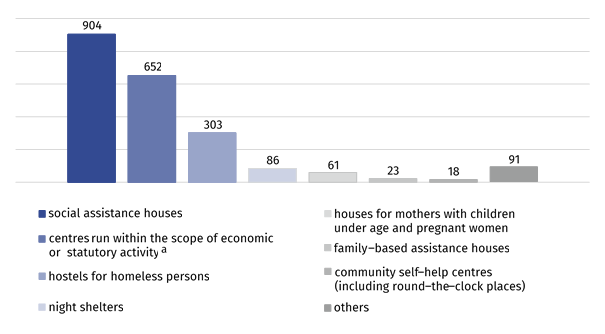 904
652
303
86
61
23
18
91
social assistance houses
centres run within the scope of economic
or statutory activity a
hostels for homeless persons
night shelters
houses for mothers with children
under age and pregnant women
family–based assistance houses
community self–help centres
(including round–the–clock places)
others